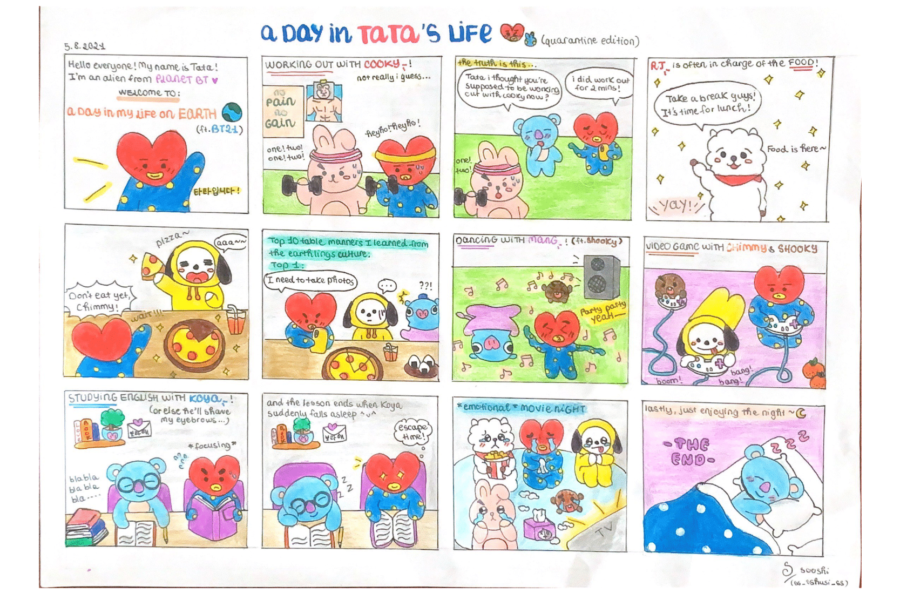 a DAY in TATA'S LIFE
(quarantine edition)
5.8.2021
Hello everyone! My name is Tata!
I'm an alien from PLANET BT
WELCOME TO:
a DAY in MY LIFE ON EARTH
(ft. BT21)
타타입니다!
WORKING OUT WITH COOKY~!
not really i guess...
no
Pain
no
Gain
heyho! heyho!
one! two!
one! two!
the truth is this...
Tata i thought you're
supposed to be working
out with cooky now?
I did work out
for 2 mins!
one!
two!
RJ is often in charge of the FOOD!
Take a break guys!
It's time for lunch!
Food is here~
YAY!
pizza~
aaa~~
Don't eat yet,
Chimmy!
wait!!!
Top 10 table manners I learned from
the earthlings culture.
Top 1:
I need to take photos
...
??!
DANCING WITH MANG~! (ft. Shooky)
Party party
yeah~
VIDEO GAME WITH CHIMMY & SHOOKY
boom!
bang!
bang!
STUDYING ENGLISH WITH KOYA~!
(or else he'll shave
my eyebrows...)
*focusing*
bla bla
bla bla
bla....
and the lesson ends when Koya
suddenly falls asleep ^v^
escape
time!
z z z
*emotional* MOVIE NIGHT
TV
lastly, just enjoying the night ~
-THE
END-
z z z
sooshi